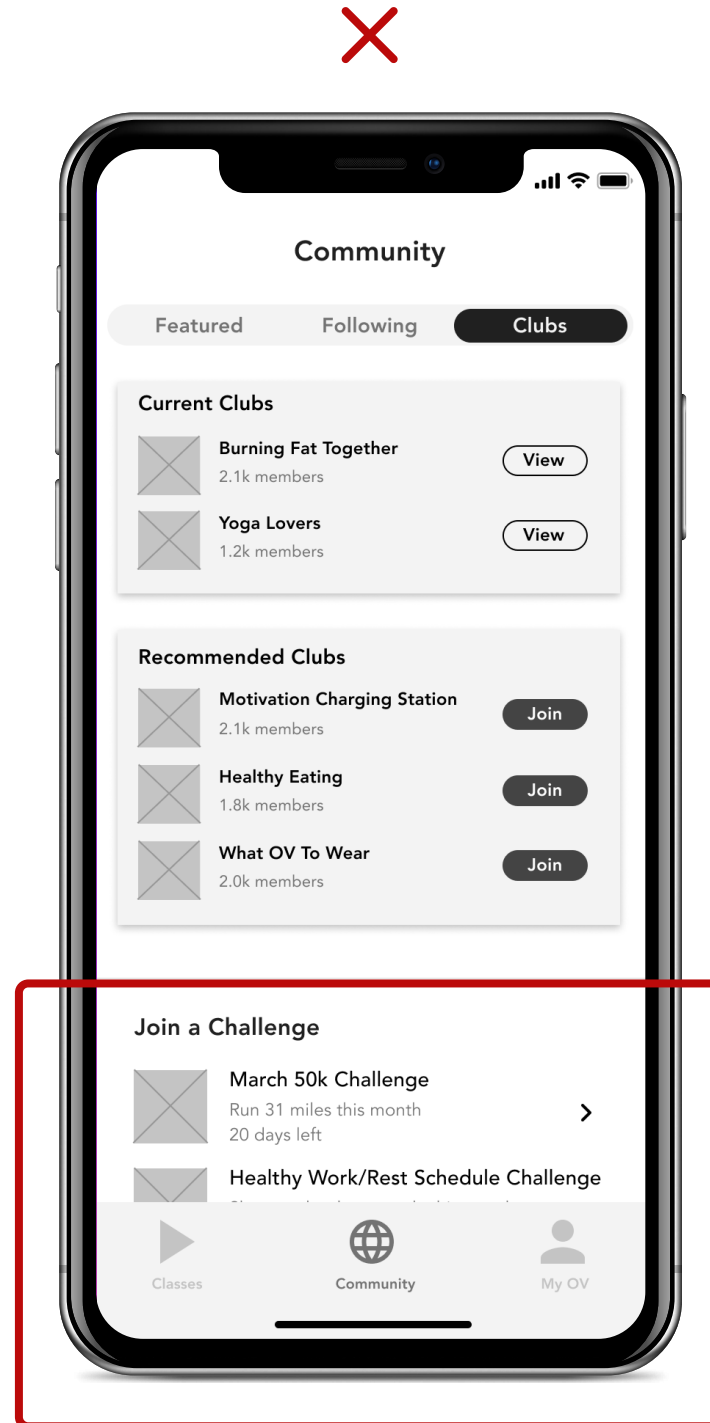 Community
Featured Following Clubs
Current Clubs
Burning Fat Together
2.1k members
View
Yoga Lovers
1.2k members
View
Recommended Clubs
Motivation Charging Station
2.1k members
Join
Healthy Eating
1.8k members
Join
What OV To Wear
2.0k members
Join
Join a Challenge
March 50k Challenge
Run 31 miles this month
20 days left
Healthy Work/Rest Schedule Challenge
Classes Community My OV